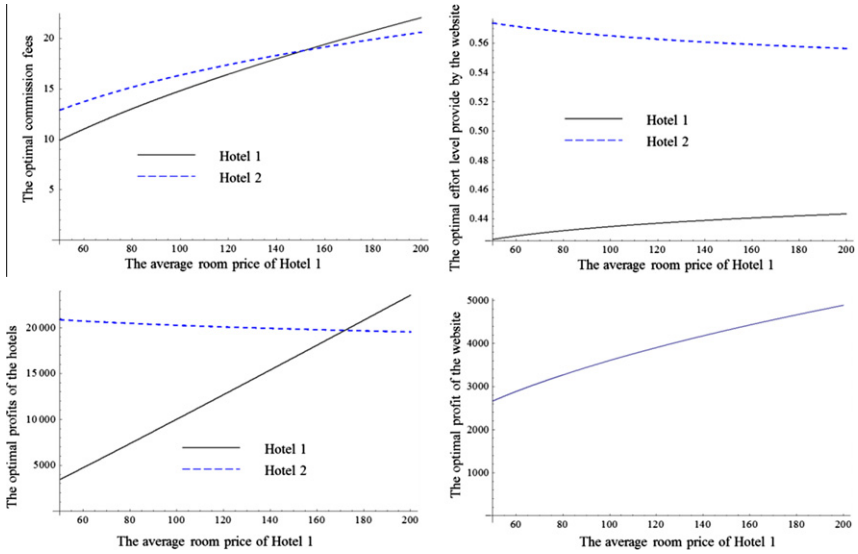 The optimal commission fees
20
15
10
5
Hotel 1
Hotel 2
60 80 100 120 140 160 180 200
The average room price of Hotel 1
The optimal effort level provide by the website
0.56
0.54
0.52
0.50
0.48
0.46
0.44
Hotel 1
Hotel 2
60 80 100 120 140 160 180 200
The average room price of Hotel 1
The optimal profits of the hotels
20 000
15 000
10 000
5000
Hotel 1
Hotel 2
60 80 100 120 140 160 180 200
The average room price of Hotel 1
The optimal profit of the website
5000
4000
3000
2000
1000
60 80 100 120 140 160 180 200
The average room price of Hotel 1